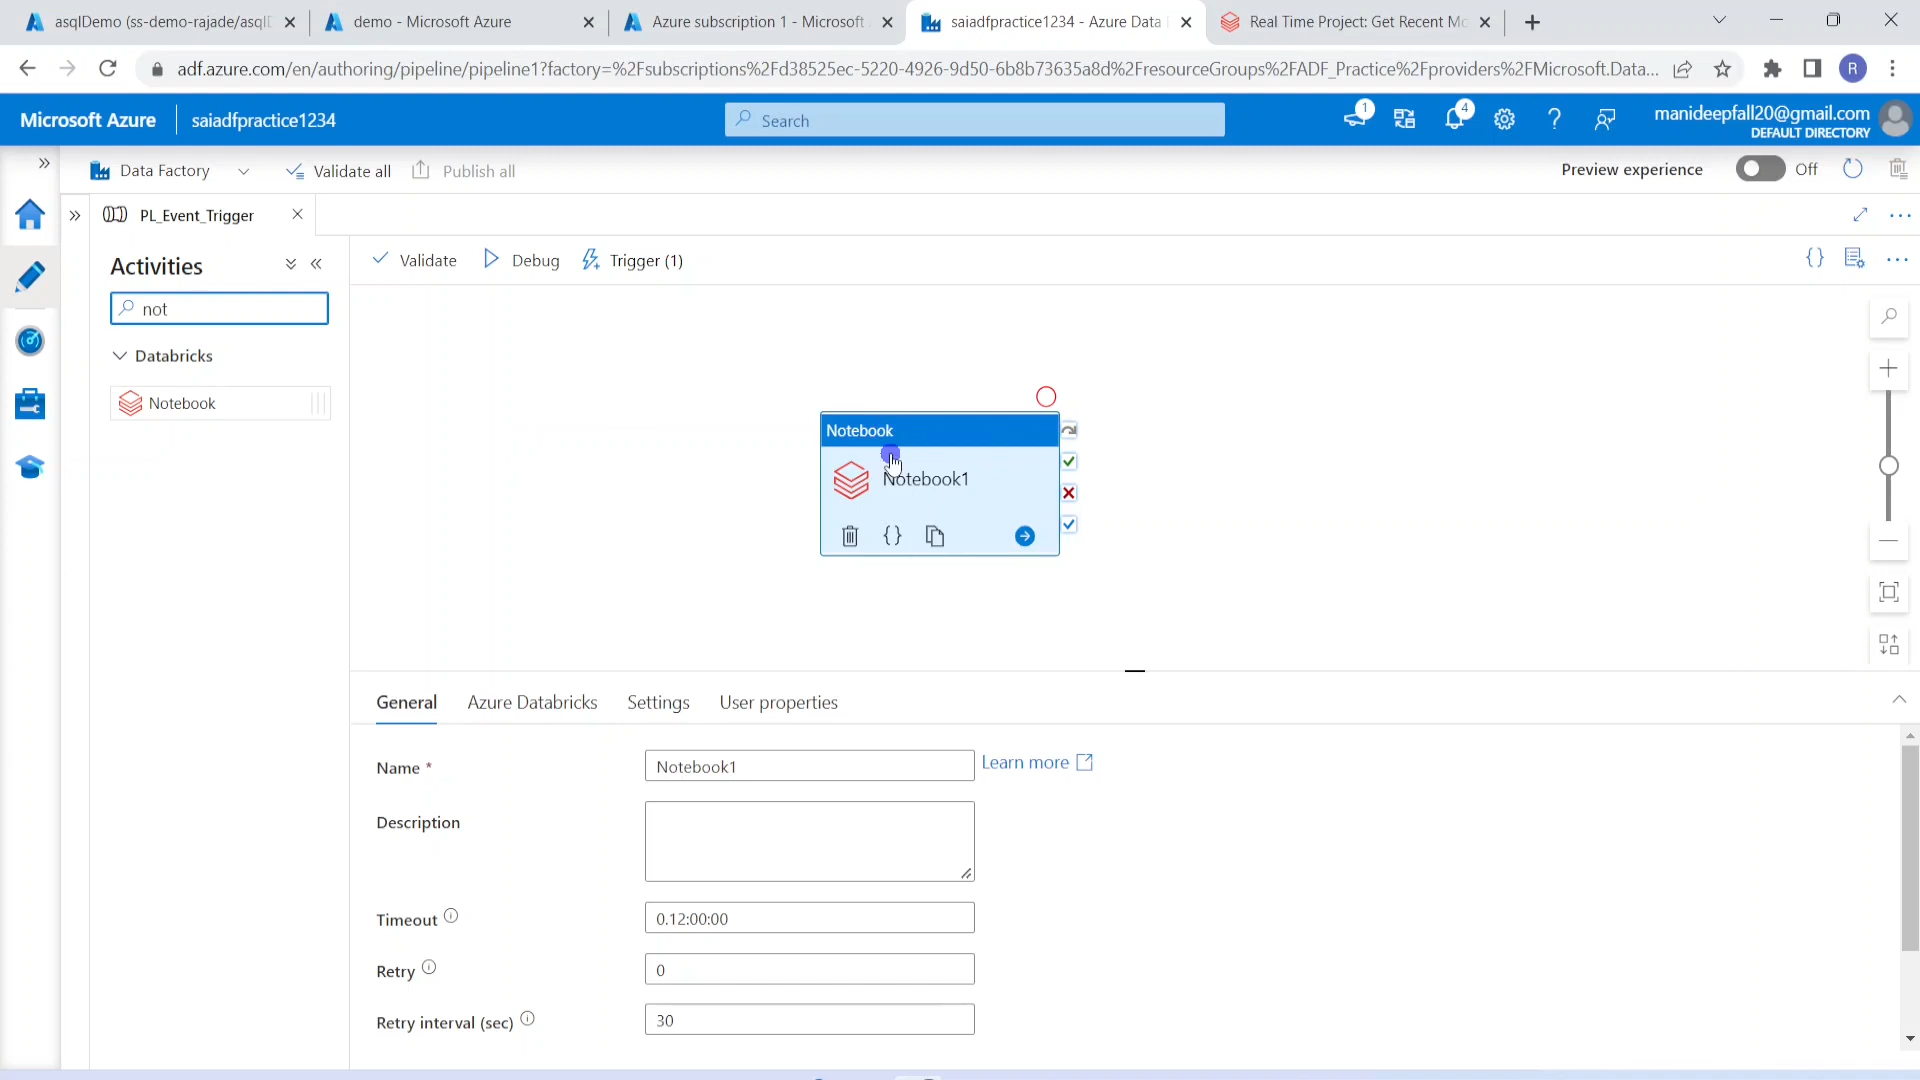 asqlDemo (ss-demo-rajade/asqlD
demo - Microsoft Azure
Azure subscription 1 - Microsoft
saiadfpractice1234 - Azure Data
Real Time Project: Get Recent Mo
adf.azure.com/en/authoring/pipeline/pipeline1?factory=%2Fsubscriptions%2Fd38525ec-5220-4926-9d50-6b8b73635a8d%2FresourceGroups%2FADF_Practice%2Fproviders%2FMicrosoft.Data...
R
Microsoft Azure
saiadfpractice1234
Search
1
4
manideepfall20@gmail.com
DEFAULT DIRECTORY
Data Factory
Validate all
Publish all
Preview experience
Off
PL_Event_Trigger
Activities
Validate
Debug
Trigger (1)
not
Databricks
Notebook
Notebook
Notebook1
General
Azure Databricks
Settings
User properties
Name *
Notebook1
Learn more
Description
Timeout
0.12:00:00
Retry
0
Retry interval (sec)
30